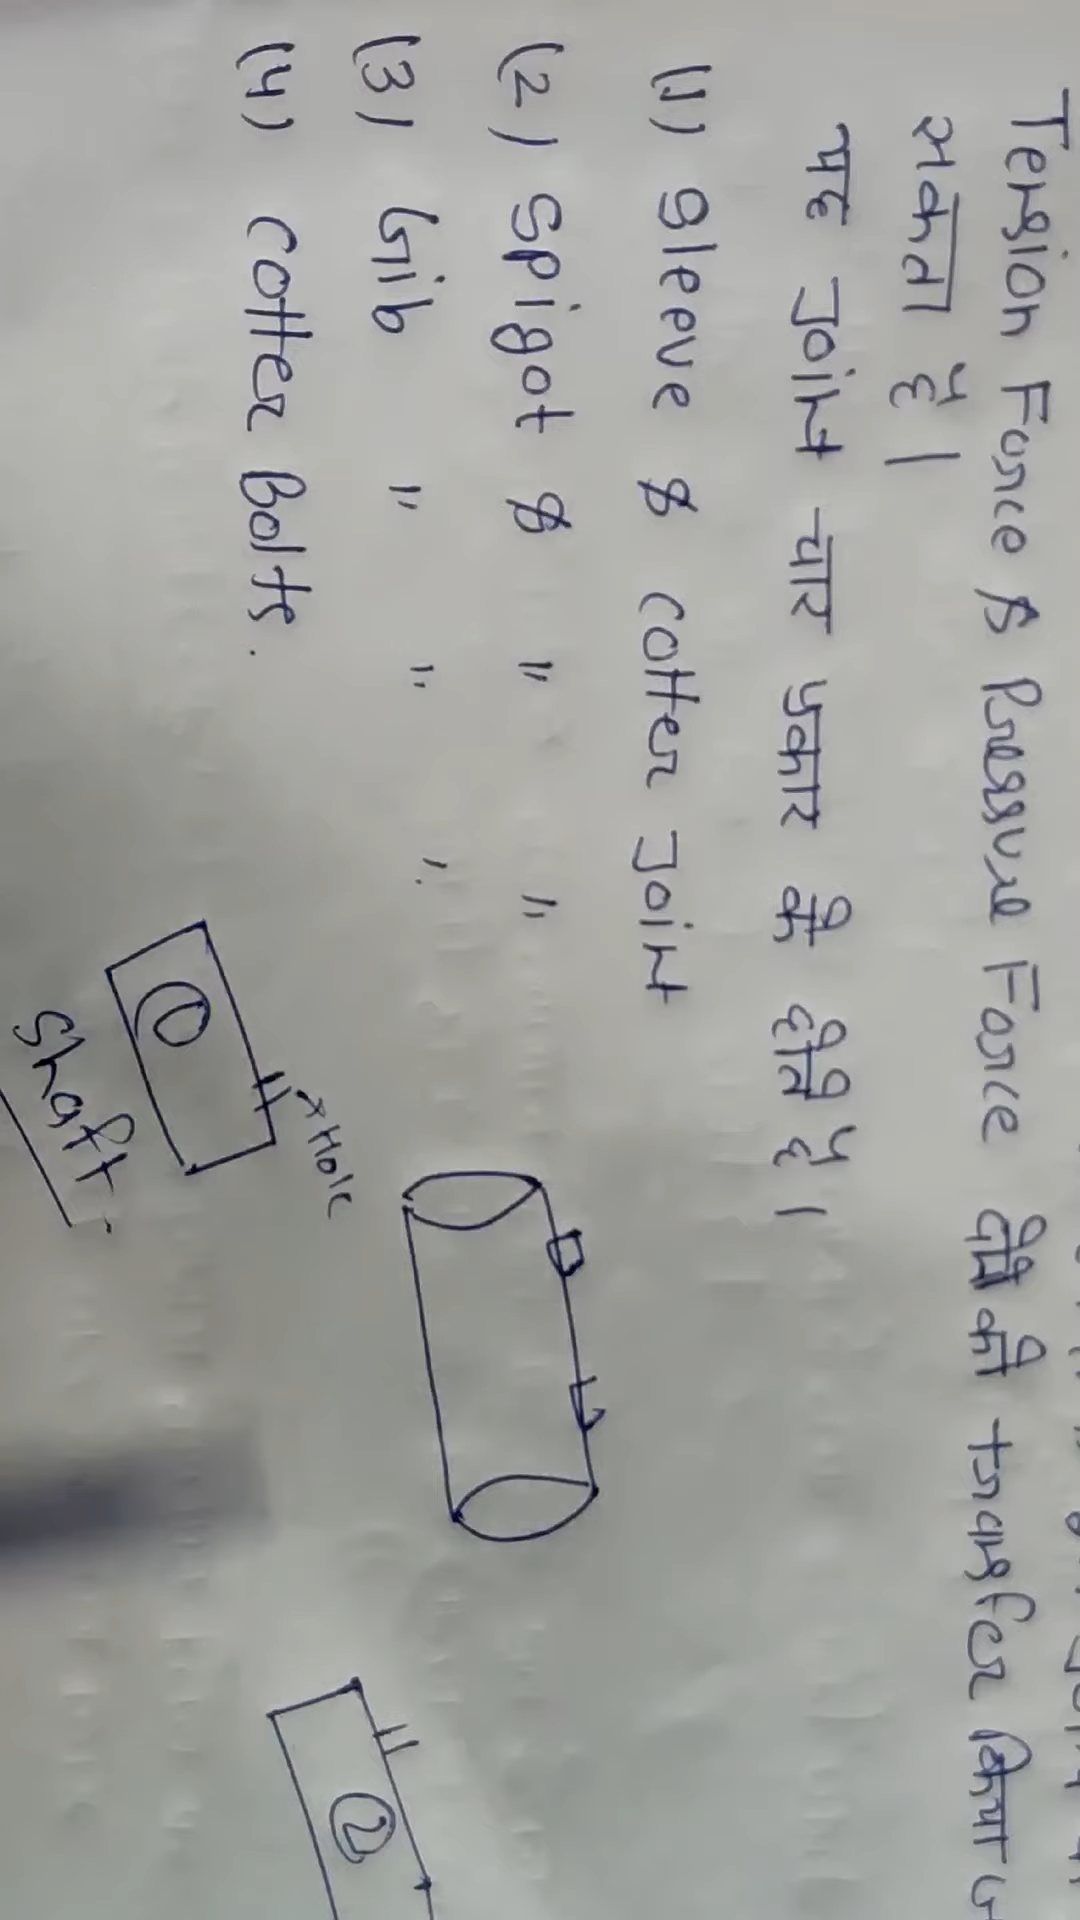 Tension Force & Pressure Force दोनो को transfer किया
सकता है।
यह Joint चार प्रकार के होते है।
(1) Sleeve & Cotter Joint
(2) Spigot & " "
(3) Gib " " "
(4) Cotter Bolts.
Hole
1
Shaft
2